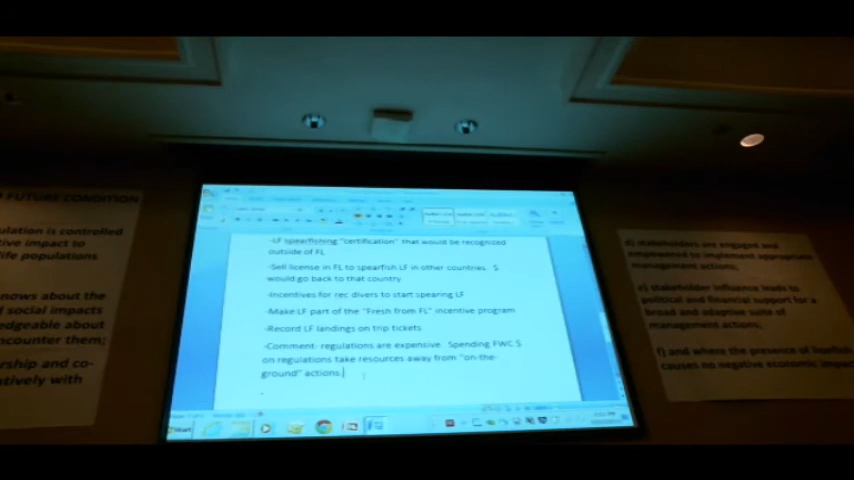 FUTURE CONDITION
ulation is controlled
tive impact to
life populations
nows about the
social impacts
edgeable about
ncounter them;
rship and co-
atively with
-LF spearfishing "certification" that would be recognized
outside of FL
-Sell license in FL to spearfish LF in other countries. $
would go back to that country
-Incentives for rec divers to start spearing LF
-Make LF part of the "Fresh from FL" incentive program
-Record LF landings on trip tickets
-Comment- regulations are expensive. Spending FWC $
on regulations take resources away from "on-the-
ground" actions.
Start
d) stakeholders are engaged and
empowered to implement appropriate
management actions;
e) stakeholder influence leads to
political and financial support for a
broad and adaptive suite of
management actions;
f) and where the presence of lionfish
causes no negative economic impac